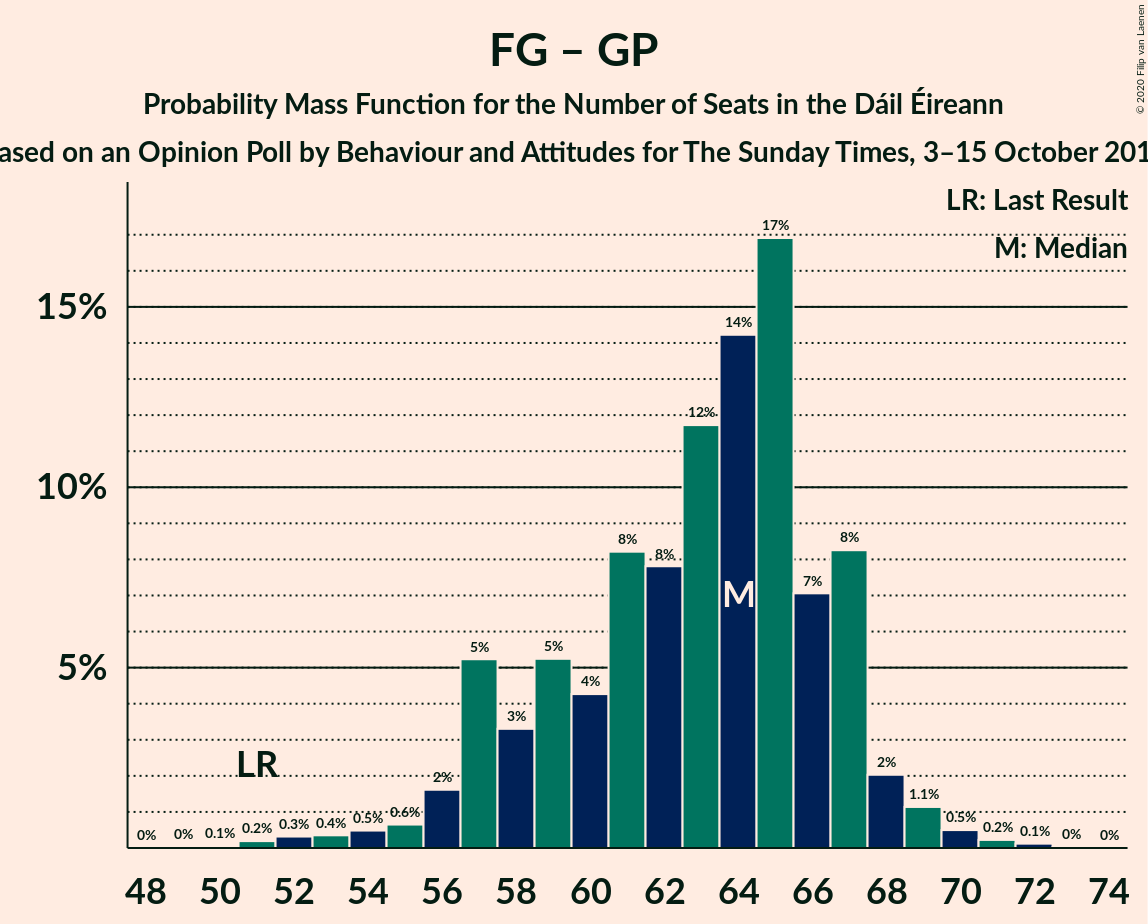 FG – GP
Probability Mass Function for the Number of Seats in the Dáil Éireann
ased on an Opinion Poll by Behaviour and Attitudes for The Sunday Times, 3–15 October 201
© 2020 Filip van Laenen
LR: Last Result
M: Median
17%
15%
14%
12%
10%
8%
8%
8%
7%
M
5%
5%
5%
4%
3%
LR
2%
2%
1.1%
0% 0% 0.1% 0.2% 0.3% 0.4% 0.5% 0.6%
0.5% 0.2% 0.1% 0% 0%
48 50 52 54 56 58 60 62 64 66 68 70 72 74